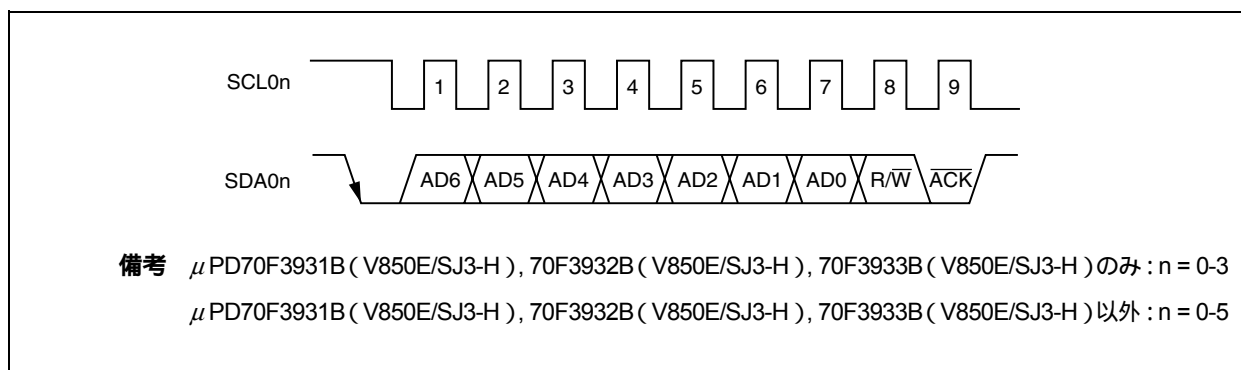 SCL0n 1 2 3 4 5 6 7 8 9
SDA0n AD6 AD5 AD4 AD3 AD2 AD1 AD0 R/W̅ A̅C̅K̅
備考 μPD70F3931B(V850E/SJ3-H), 70F3932B(V850E/SJ3-H), 70F3933B(V850E/SJ3-H)のみ:n = 0-3
μPD70F3931B(V850E/SJ3-H), 70F3932B(V850E/SJ3-H), 70F3933B(V850E/SJ3-H)以外:n = 0-5